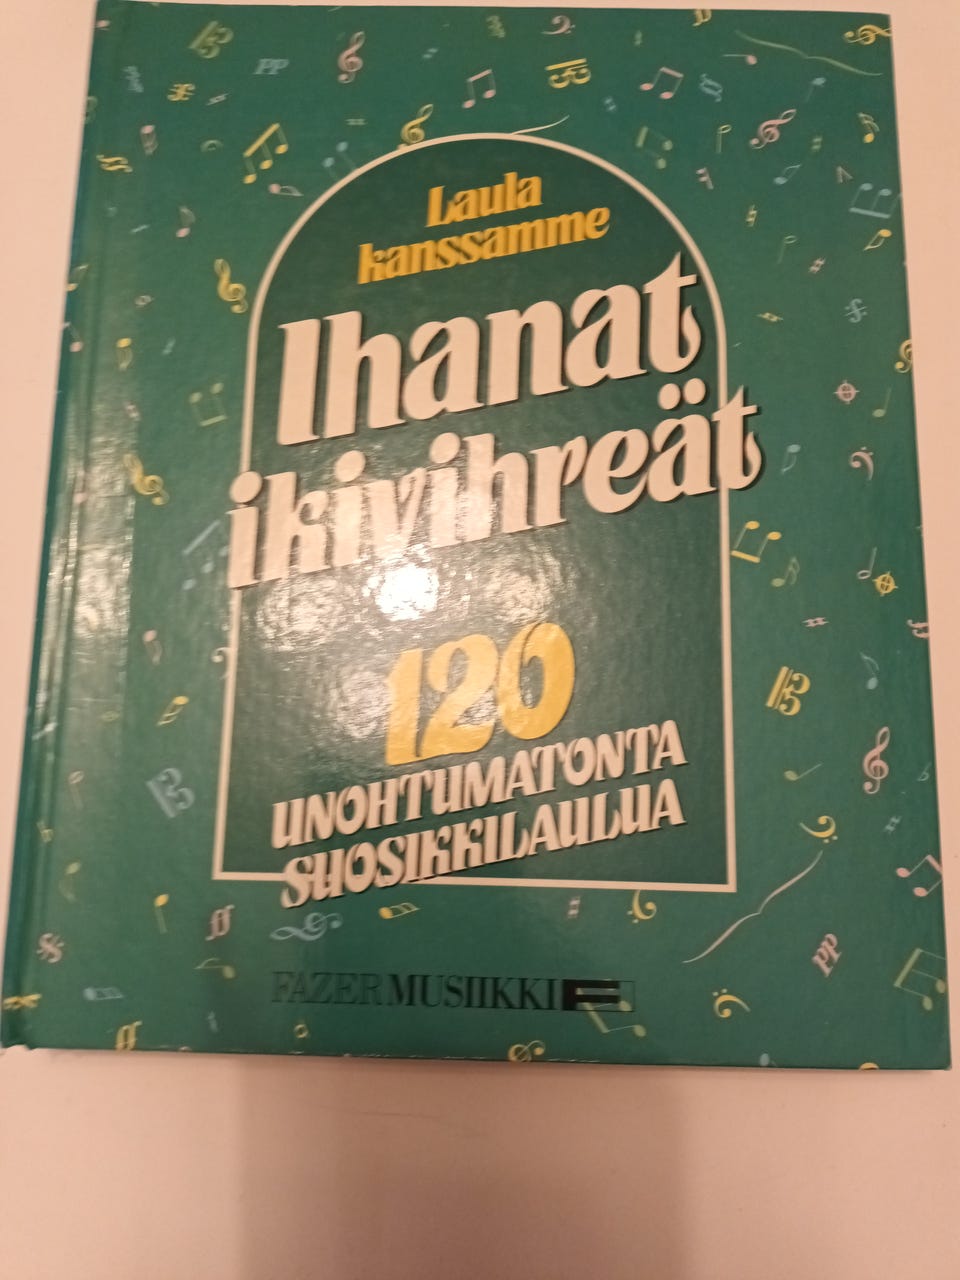 Laula
kanssamme
Ihanat
ikivihreät
120
UNOHTUMATONTA
SUOSIKKILAULUA
FAZER MUSIIKKI